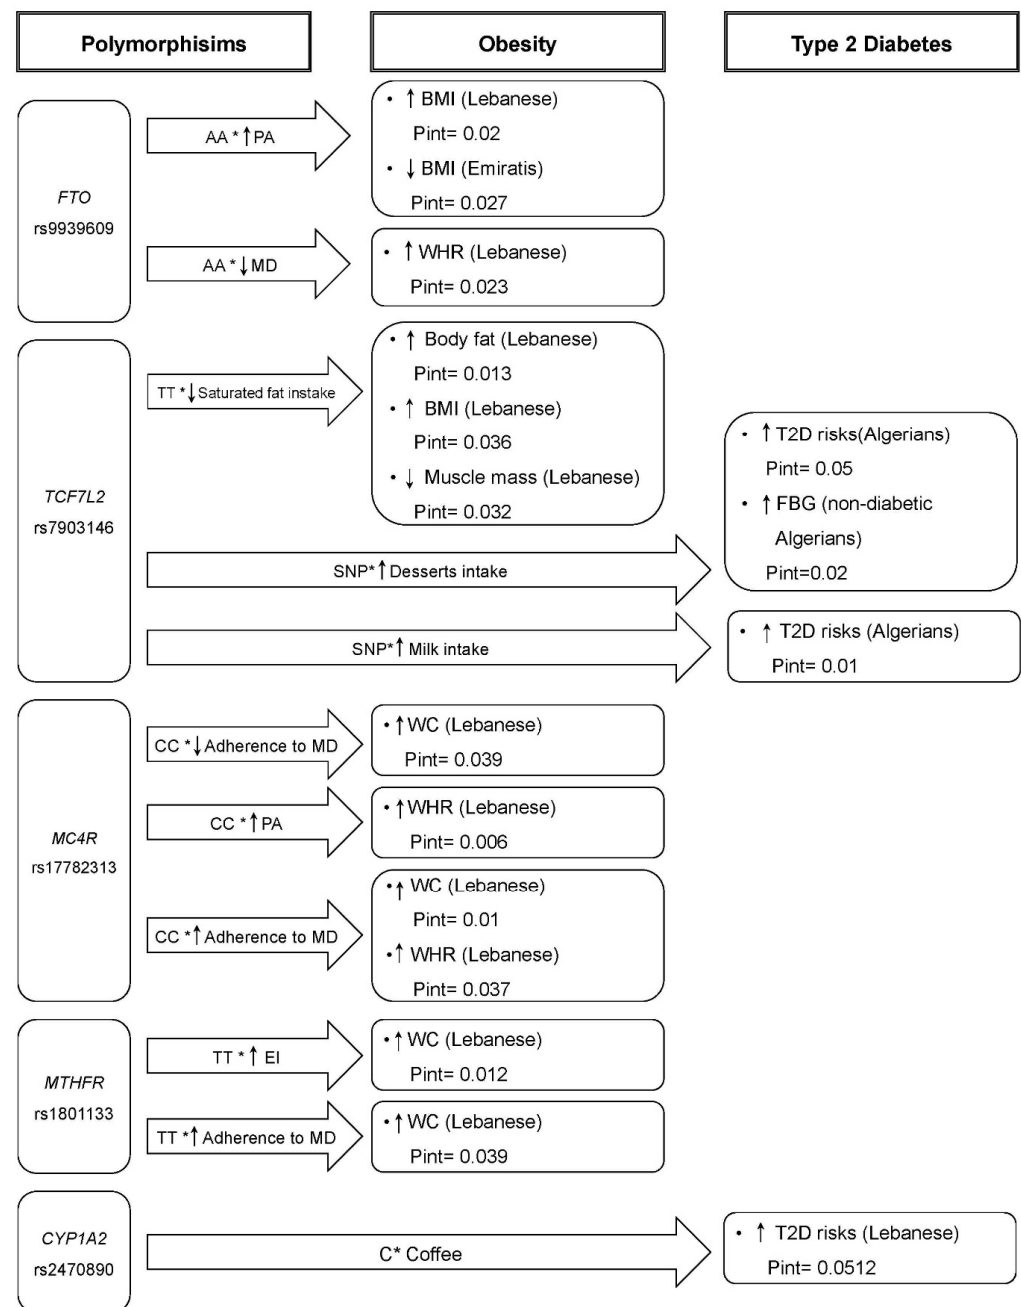 Polymorphisims
Obesity
Type 2 Diabetes
FTO
rs9939609
AA * ↑ PA
• ↑ BMI (Lebanese)
Pint= 0.02
• ↓ BMI (Emiratis)
Pint= 0.027
AA * ↓ MD
• ↑ WHR (Lebanese)
Pint= 0.023
TCF7L2
rs7903146
TT * ↓ Saturated fat instake
• ↑ Body fat (Lebanese)
Pint= 0.013
• ↑ BMI (Lebanese)
Pint= 0.036
• ↓ Muscle mass (Lebanese)
Pint= 0.032
SNP* ↑ Desserts intake
• ↑ T2D risks(Algerians)
Pint= 0.05
• ↑ FBG (non-diabetic
Algerians)
Pint=0.02
SNP* ↑ Milk intake
• ↑ T2D risks (Algerians)
Pint= 0.01
MC4R
rs17782313
CC * ↓ Adherence to MD
• ↑ WC (Lebanese)
Pint= 0.039
CC * ↑ PA
• ↑ WHR (Lebanese)
Pint= 0.006
CC * ↑ Adherence to MD
• ↑ WC (Lebanese)
Pint= 0.01
• ↑ WHR (Lebanese)
Pint= 0.037
MTHFR
rs1801133
TT * ↑ EI
• ↑ WC (Lebanese)
Pint= 0.012
TT * ↑ Adherence to MD
• ↑ WC (Lebanese)
Pint= 0.039
CYP1A2
rs2470890
C* Coffee
• ↑ T2D risks (Lebanese)
Pint= 0.0512